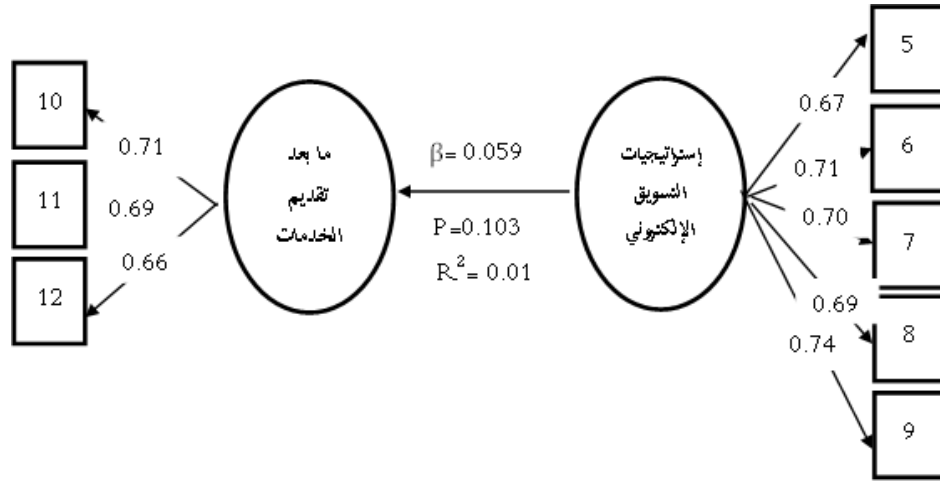 5
6
7
8
9
0.67
0.71
0.70
0.69
0.74
إستراتيجيات
التسويق
الإلكتروني
β= 0.059
P=0.103
R²= 0.01
ما بعد
تقديم
الخدمات
0.71
0.69
0.66
10
11
12